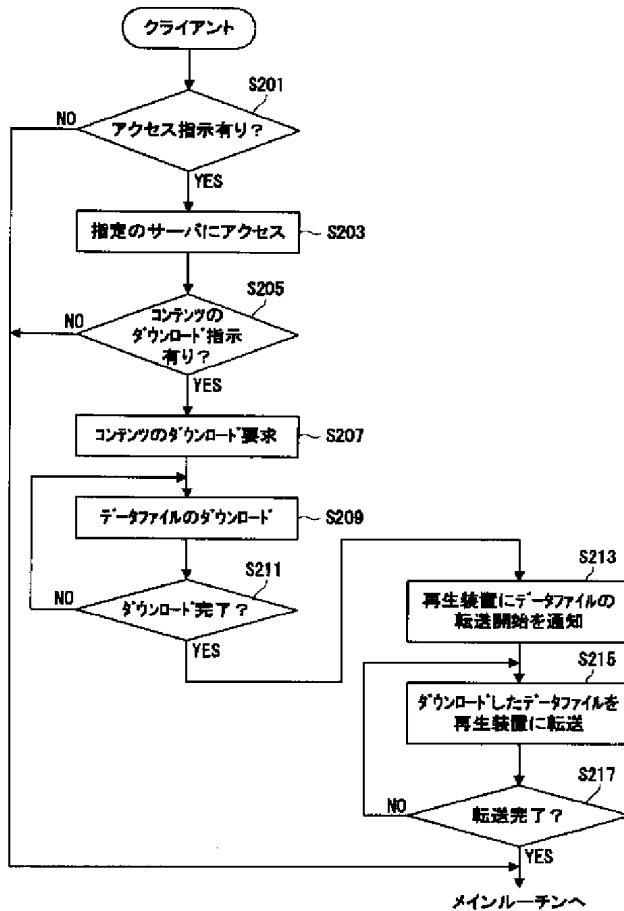 クライアント
S201
アクセス指示有り？
NO
YES
指定のサーバにアクセス
S203
S205
コンテンツの
ダウンロード指示
有り？
NO
YES
コンテンツのダウンロード要求
S207
データファイルのダウンロード
S209
S211
ダウンロード完了？
NO
YES
S213
再生装置にデータファイルの
転送開始を通知
S215
ダウンロードしたデータファイルを
再生装置に転送
S217
転送完了？
NO
YES
メインルーチンへ